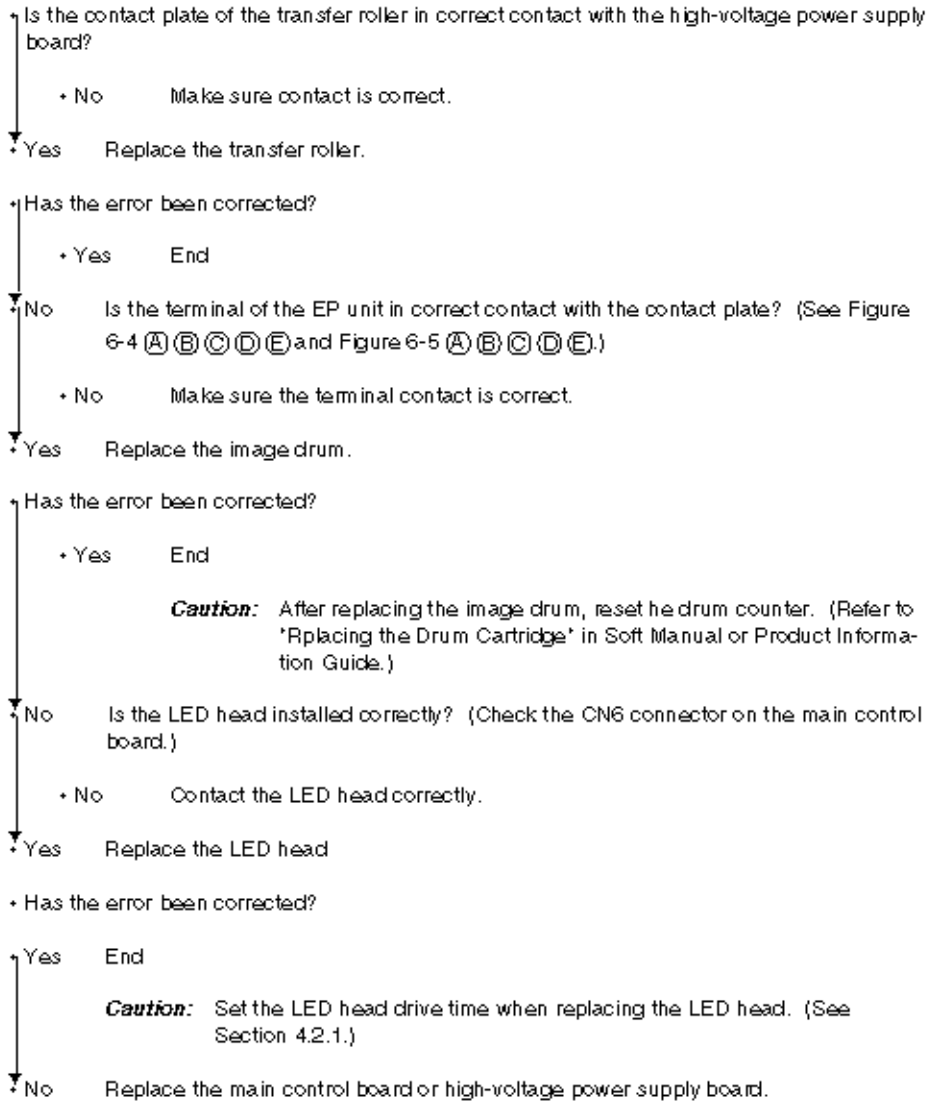 • Is the contact plate of the transfer roller in correct contact with the high-voltage power supply
board?
• No Make sure contact is correct.
• Yes Replace the transfer roller.
• Has the error been corrected?
• Yes End
• No Is the terminal of the EP unit in correct contact with the contact plate? (See Figure
6-4 Ⓐ Ⓑ Ⓒ Ⓓ Ⓔ and Figure 6-5 Ⓐ Ⓑ Ⓒ Ⓓ Ⓔ.)
• No Make sure the terminal contact is correct.
• Yes Replace the image drum.
• Has the error been corrected?
• Yes End
Caution: After replacing the image drum, reset he drum counter. (Refer to
"Rplacing the Drum Cartridge" in Soft Manual or Product Informa-
tion Guide.)
• No Is the LED head installed correctly? (Check the CN6 connector on the main control
board.)
• No Contact the LED head correctly.
• Yes Replace the LED head
• Has the error been corrected?
• Yes End
Caution: Set the LED head drive time when replacing the LED head. (See
Section 4.2.1.)
• No Replace the main control board or high-voltage power supply board.